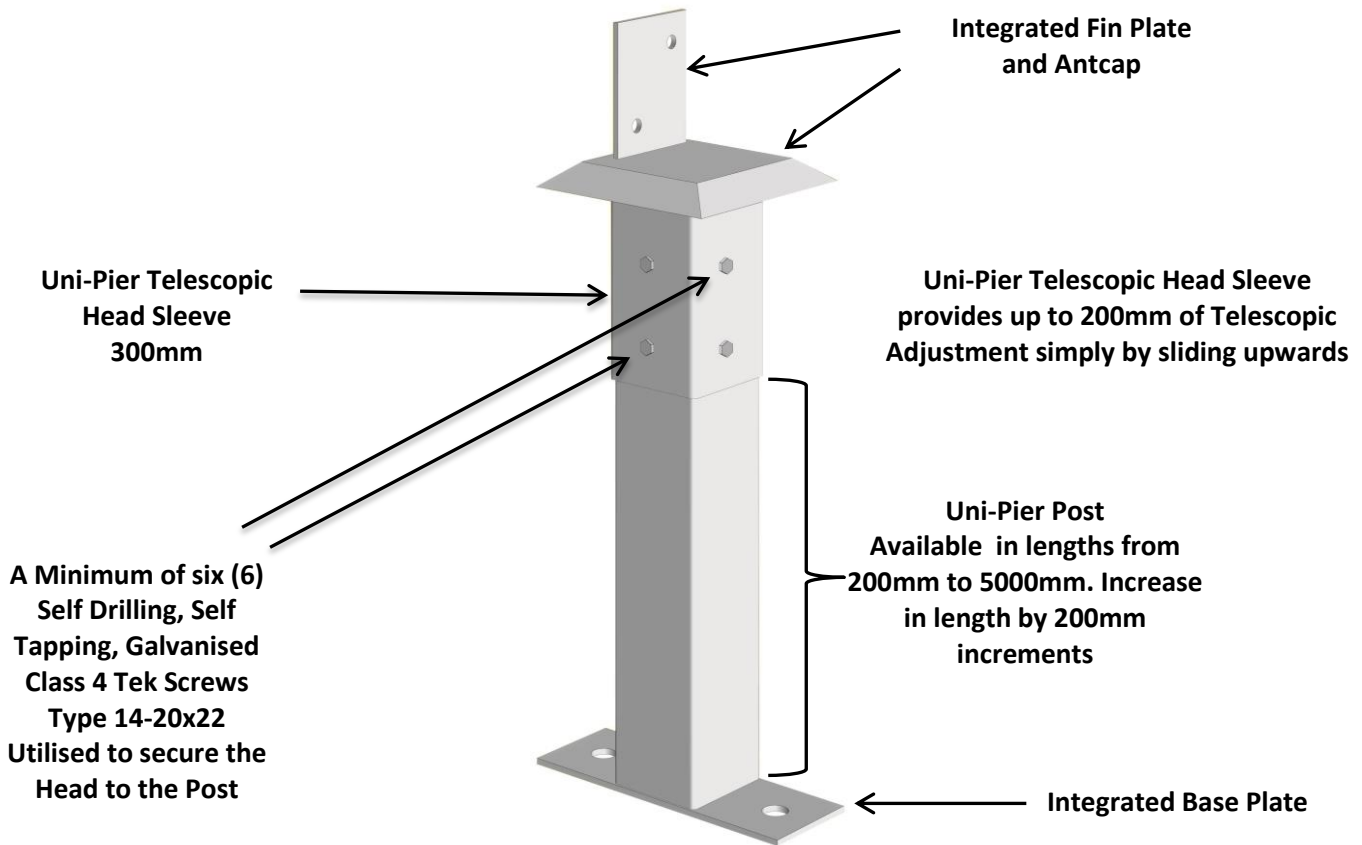 Integrated Fin Plate
and Antcap
Uni-Pier Telescopic
Head Sleeve
300mm
Uni-Pier Telescopic Head Sleeve
provides up to 200mm of Telescopic
Adjustment simply by sliding upwards
Uni-Pier Post
Available in lengths from
200mm to 5000mm. Increase
in length by 200mm
increments
A Minimum of six (6)
Self Drilling, Self
Tapping, Galvanised
Class 4 Tek Screws
Type 14-20x22
Utilised to secure the
Head to the Post
Integrated Base Plate